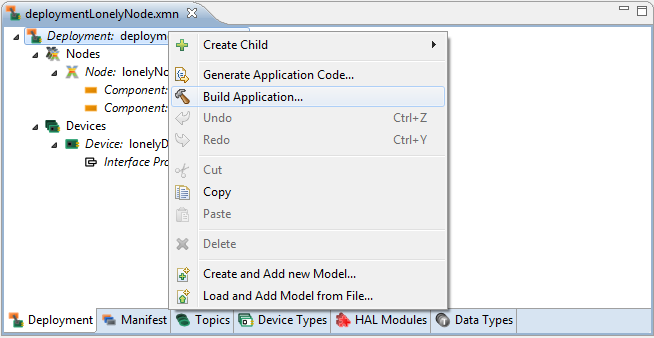 deploymentLonelyNode.xmn
Deployment: deploym
Create Child
Nodes
Node: lonelyNo
Generate Application Code...
Component:
Build Application...
Component:
Undo Ctrl+Z
Devices
Redo Ctrl+Y
Device: lonelyD
Interface Pro
Cut
Copy
Paste
Delete
Create and Add new Model...
Load and Add Model from File...
Deployment Manifest Topics Device Types HAL Modules Data Types